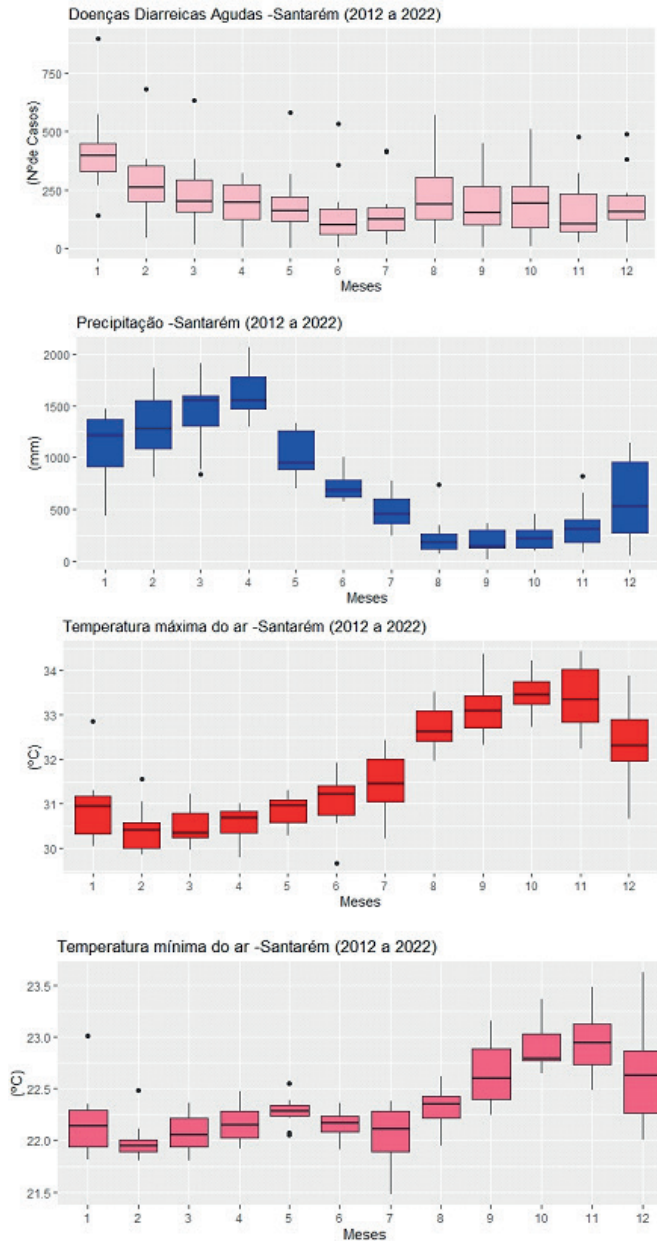 Doenças Diarreicas Agudas -Santarém (2012 a 2022)
(Nºde Casos)
750
500
250
0
1 2 3 4 5 6 7 8 9 10 11 12
Meses
Precipitação -Santarém (2012 a 2022)
(mm)
2000
1500
1000
500
0
1 2 3 4 5 6 7 8 9 10 11 12
Meses
Temperatura máxima do ar -Santarém (2012 a 2022)
(ºC)
34
33
32
31
30
1 2 3 4 5 6 7 8 9 10 11 12
Meses
Temperatura mínima do ar -Santarém (2012 a 2022)
(ºC)
23.5
23.0
22.5
22.0
21.5
1 2 3 4 5 6 7 8 9 10 11 12
Meses